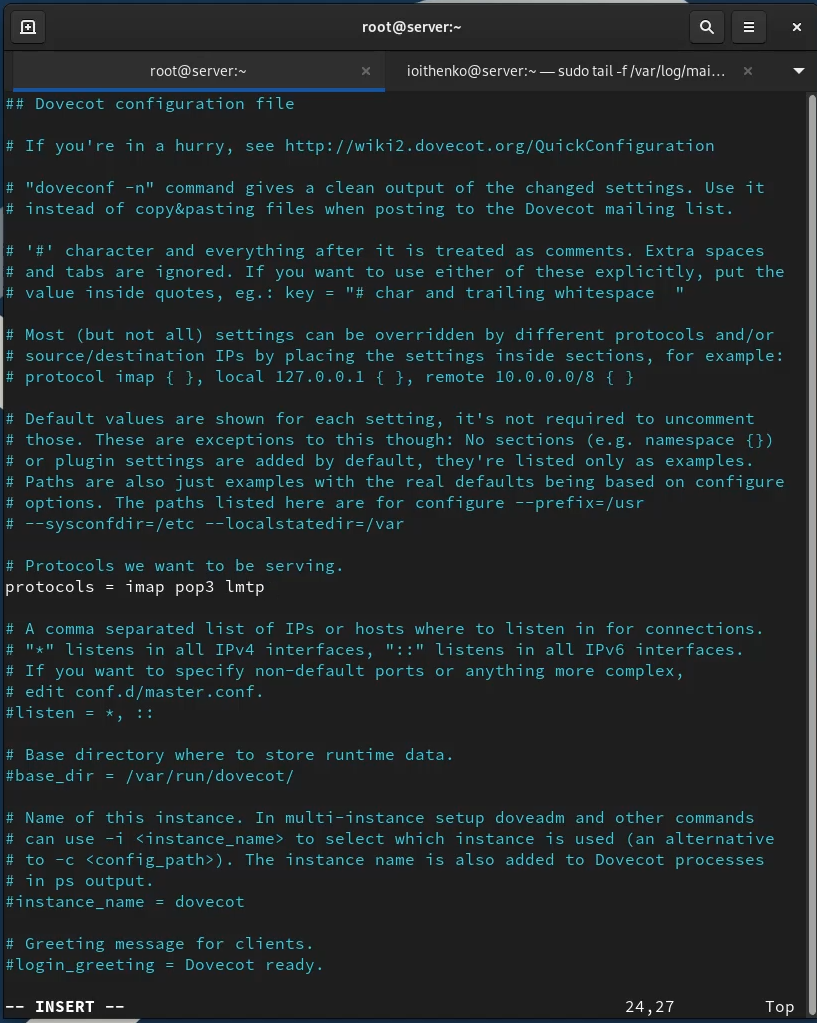 root@server:~
root@server:~
ioithenko@server:~ — sudo tail -f /var/log/mai…
## Dovecot configuration file
# If you're in a hurry, see http://wiki2.dovecot.org/QuickConfiguration
# "doveconf -n" command gives a clean output of the changed settings. Use it
# instead of copy&pasting files when posting to the Dovecot mailing list.
# '#' character and everything after it is treated as comments. Extra spaces
# and tabs are ignored. If you want to use either of these explicitly, put the
# value inside quotes, eg.: key = "# char and trailing whitespace  "
# Most (but not all) settings can be overridden by different protocols and/or
# source/destination IPs by placing the settings inside sections, for example:
# protocol imap { }, local 127.0.0.1 { }, remote 10.0.0.0/8 { }
# Default values are shown for each setting, it's not required to uncomment
# those. These are exceptions to this though: No sections (e.g. namespace {})
# or plugin settings are added by default, they're listed only as examples.
# Paths are also just examples with the real defaults being based on configure
# options. The paths listed here are for configure --prefix=/usr
# --sysconfdir=/etc --localstatedir=/var
# Protocols we want to be serving.
protocols = imap pop3 lmtp
# A comma separated list of IPs or hosts where to listen in for connections.
# "*" listens in all IPv4 interfaces, "::" listens in all IPv6 interfaces.
# If you want to specify non-default ports or anything more complex,
# edit conf.d/master.conf.
#listen = *, ::
# Base directory where to store runtime data.
#base_dir = /var/run/dovecot/
# Name of this instance. In multi-instance setup doveadm and other commands
# can use -i <instance_name> to select which instance is used (an alternative
# to -c <config_path>). The instance name is also added to Dovecot processes
# in ps output.
#instance_name = dovecot
# Greeting message for clients.
#login_greeting = Dovecot ready.
-- INSERT -- 24,27 Top